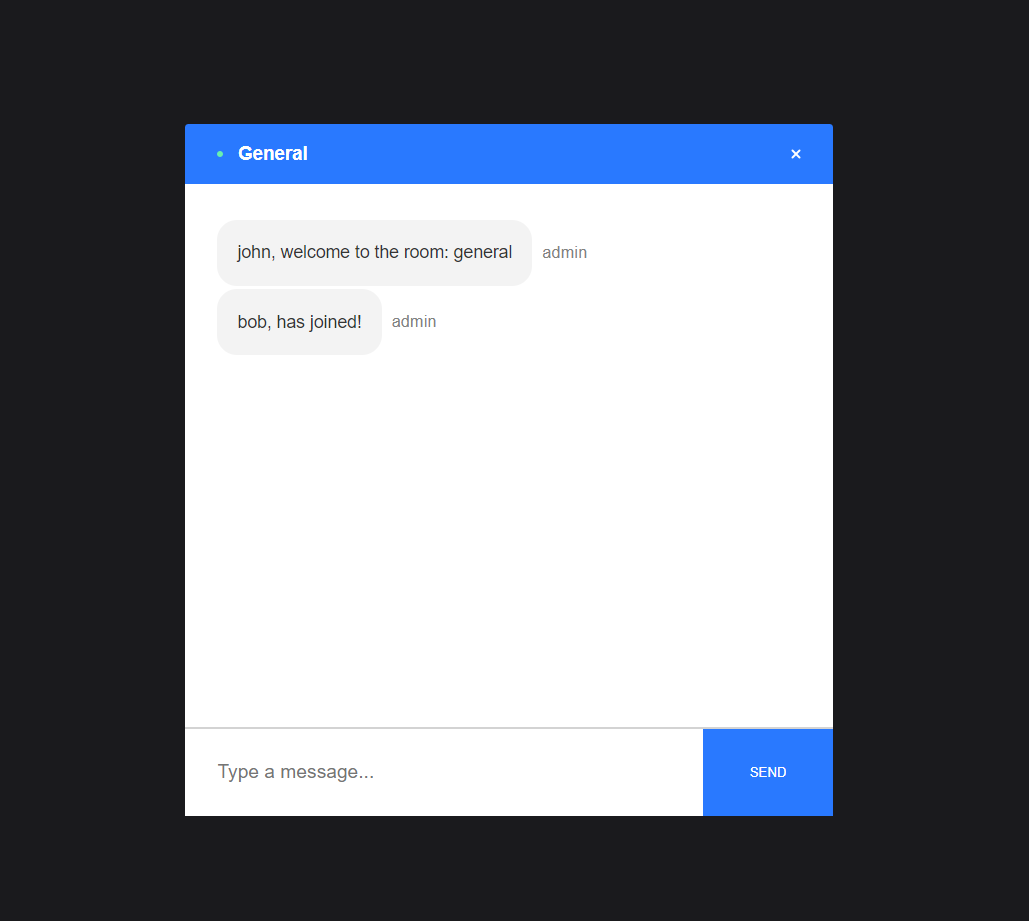 General ×
john, welcome to the room: general admin
bob, has joined! admin
Type a message... SEND